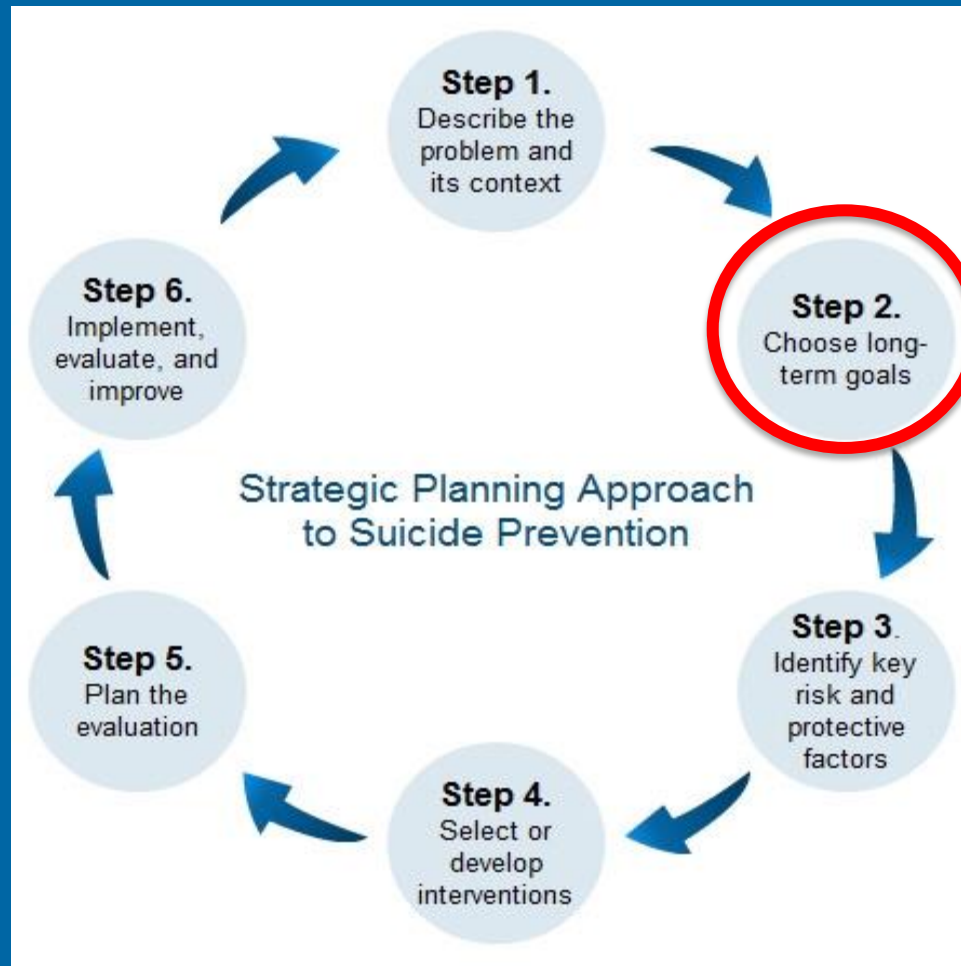 Step 1.
Describe the
problem and
its context
Step 2.
Choose long-
term goals
Step 3.
Identify key
risk and
protective
factors
Step 4.
Select or
develop
interventions
Step 5.
Plan the
evaluation
Step 6.
Implement,
evaluate, and
improve
Strategic Planning Approach
to Suicide Prevention